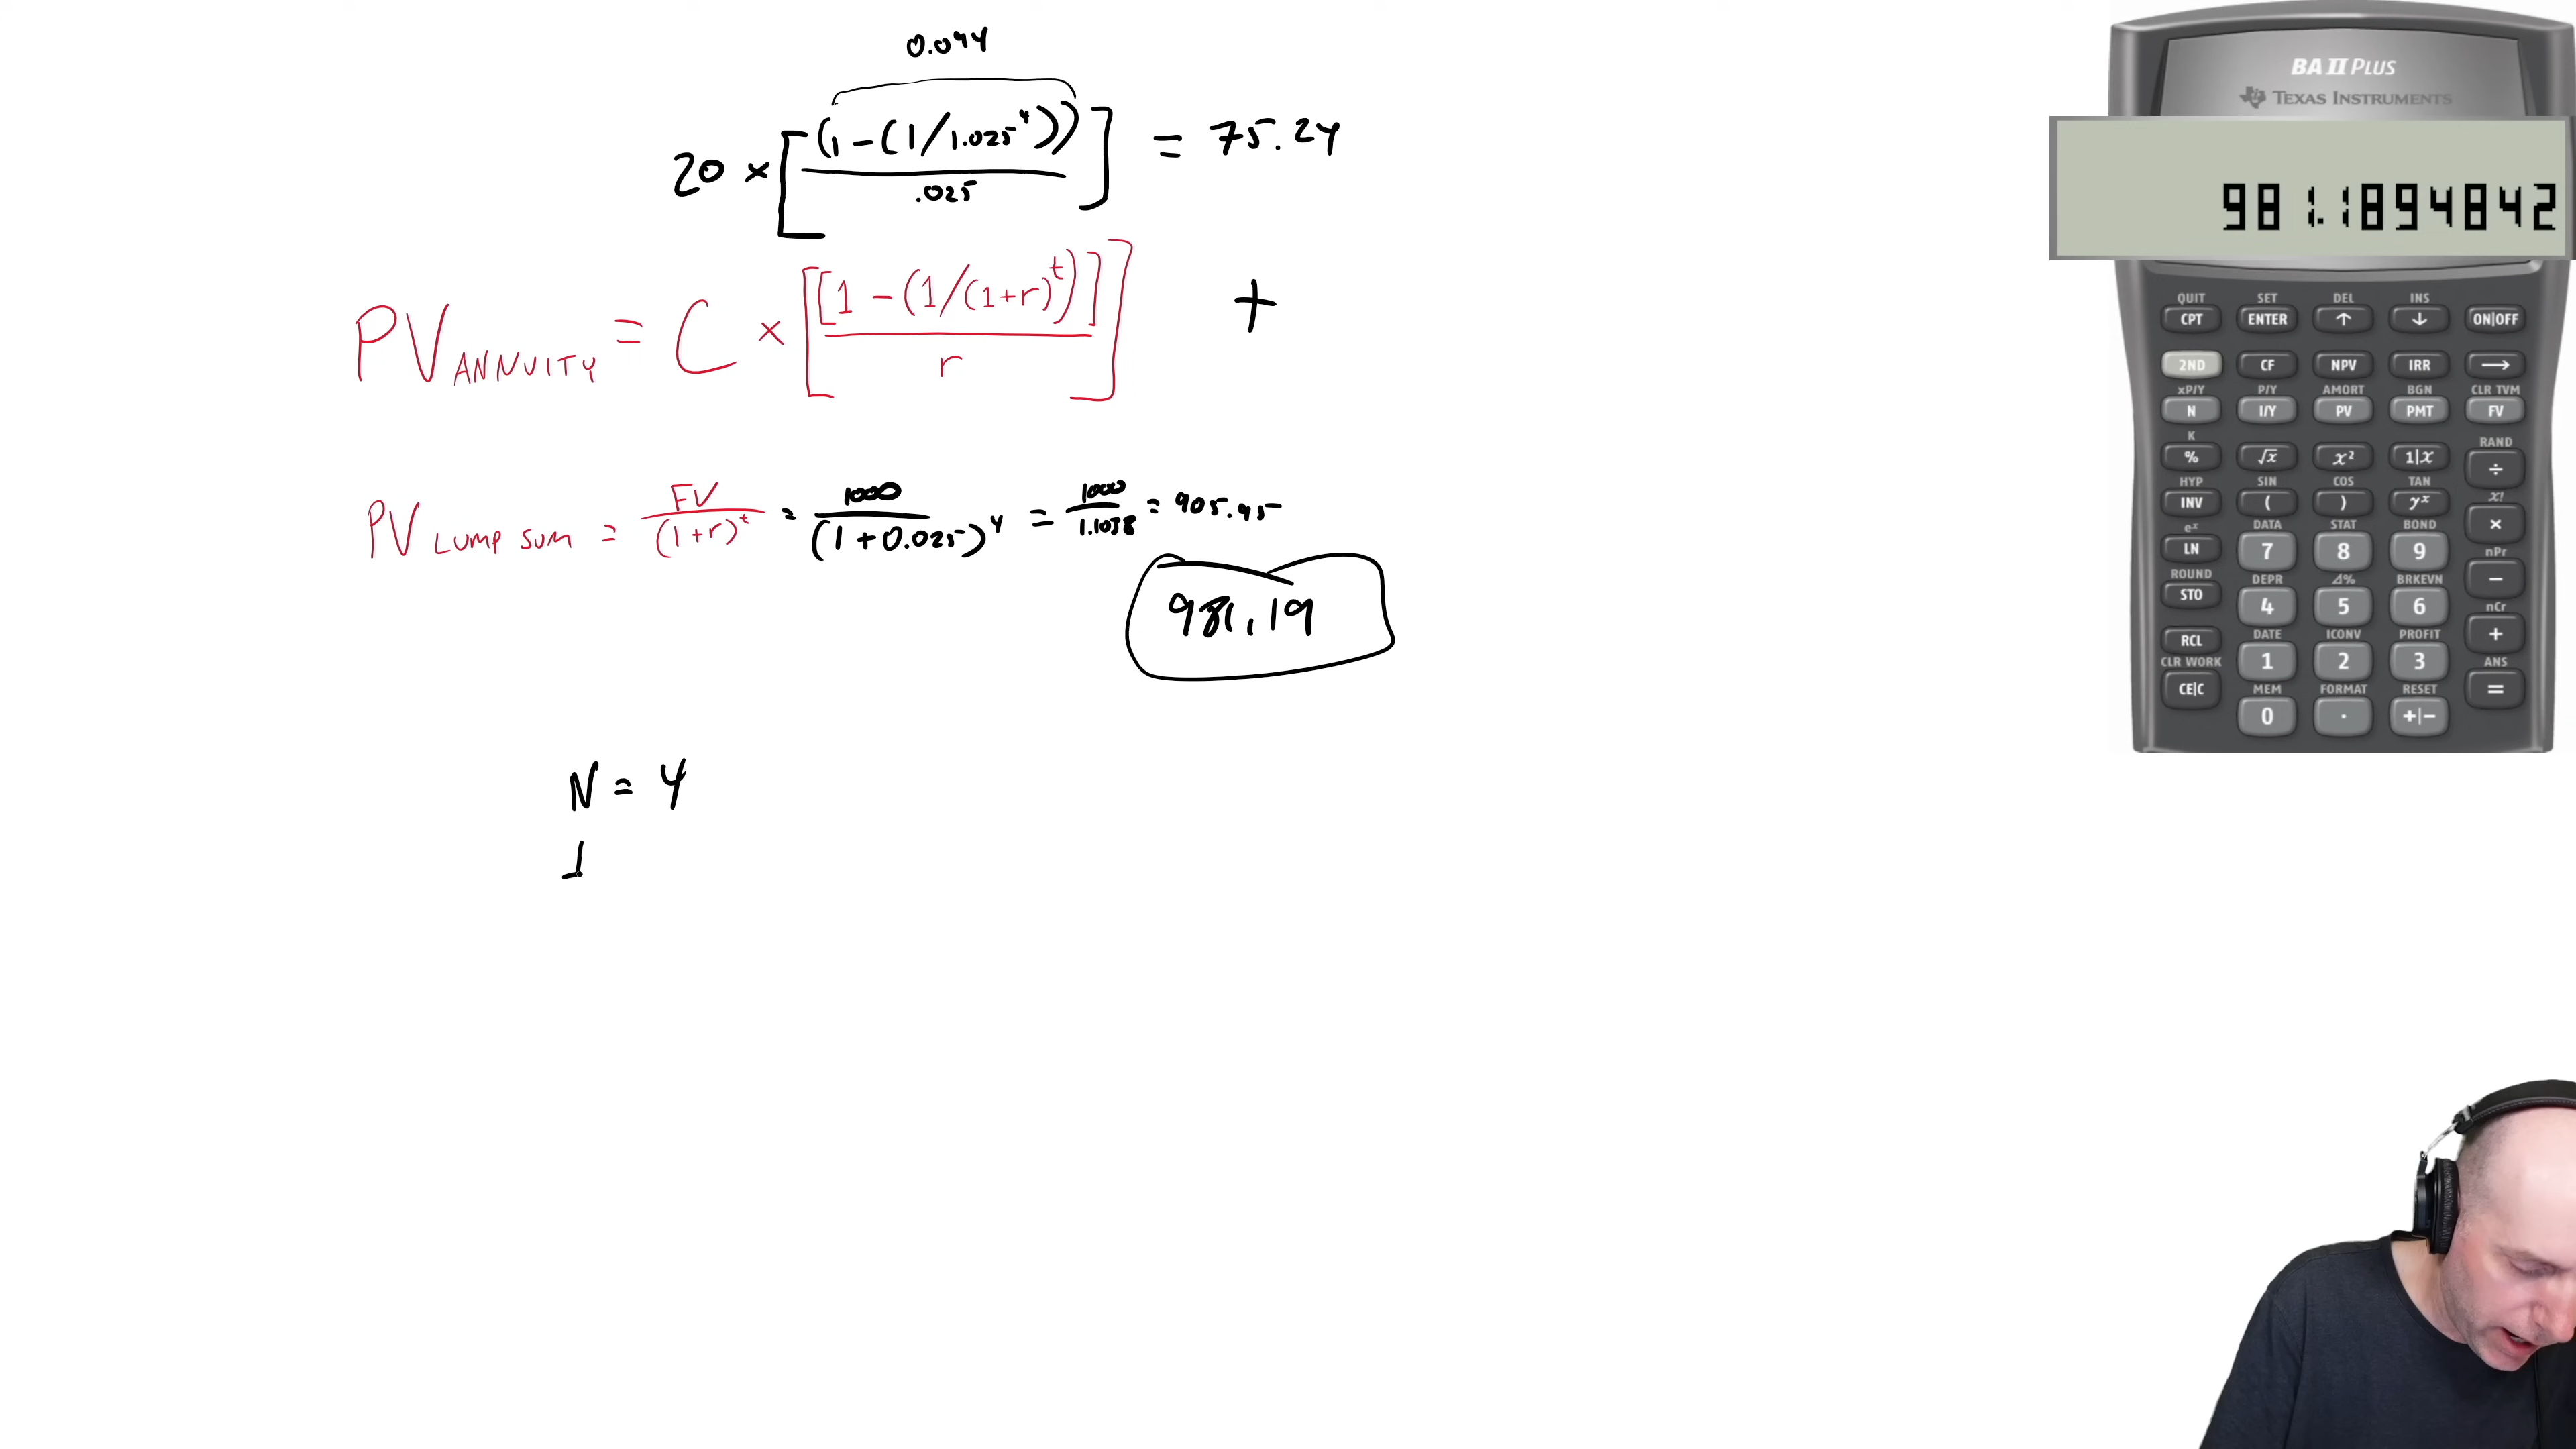 0.094
20 × [(1-(1/1.025⁴)) / .025] = 75.24
PV ANNUITY = C × [[1-(1/(1+r)^t)] / r] +
PV LUMP SUM = FV / (1+r)^t = 1000 / (1+0.025)⁴ = 1000 / 1.1038 = 905.95
981.19
N = 4
I
BA II PLUS
TEXAS INSTRUMENTS
981.1894842
QUIT SET DEL INS
CPT ENTER ↑ ↓ ON|OFF
2ND CF NPV IRR →
xP/Y P/Y AMORT BGN CLR TVM
N I/Y PV PMT FV
K RAND
% √x x² 1|x ÷
HYP SIN COS TAN x!
INV ( ) yˣ ×
eˣ DATA STAT BOND nPr
LN 7 8 9 −
ROUND DEPR Δ% BRKEVN nCr
STO 4 5 6 +
DATE ICONV PROFIT
RCL 1 2 3
CLR WORK ANS
CE|C =
MEM FORMAT RESET
0 . +|−